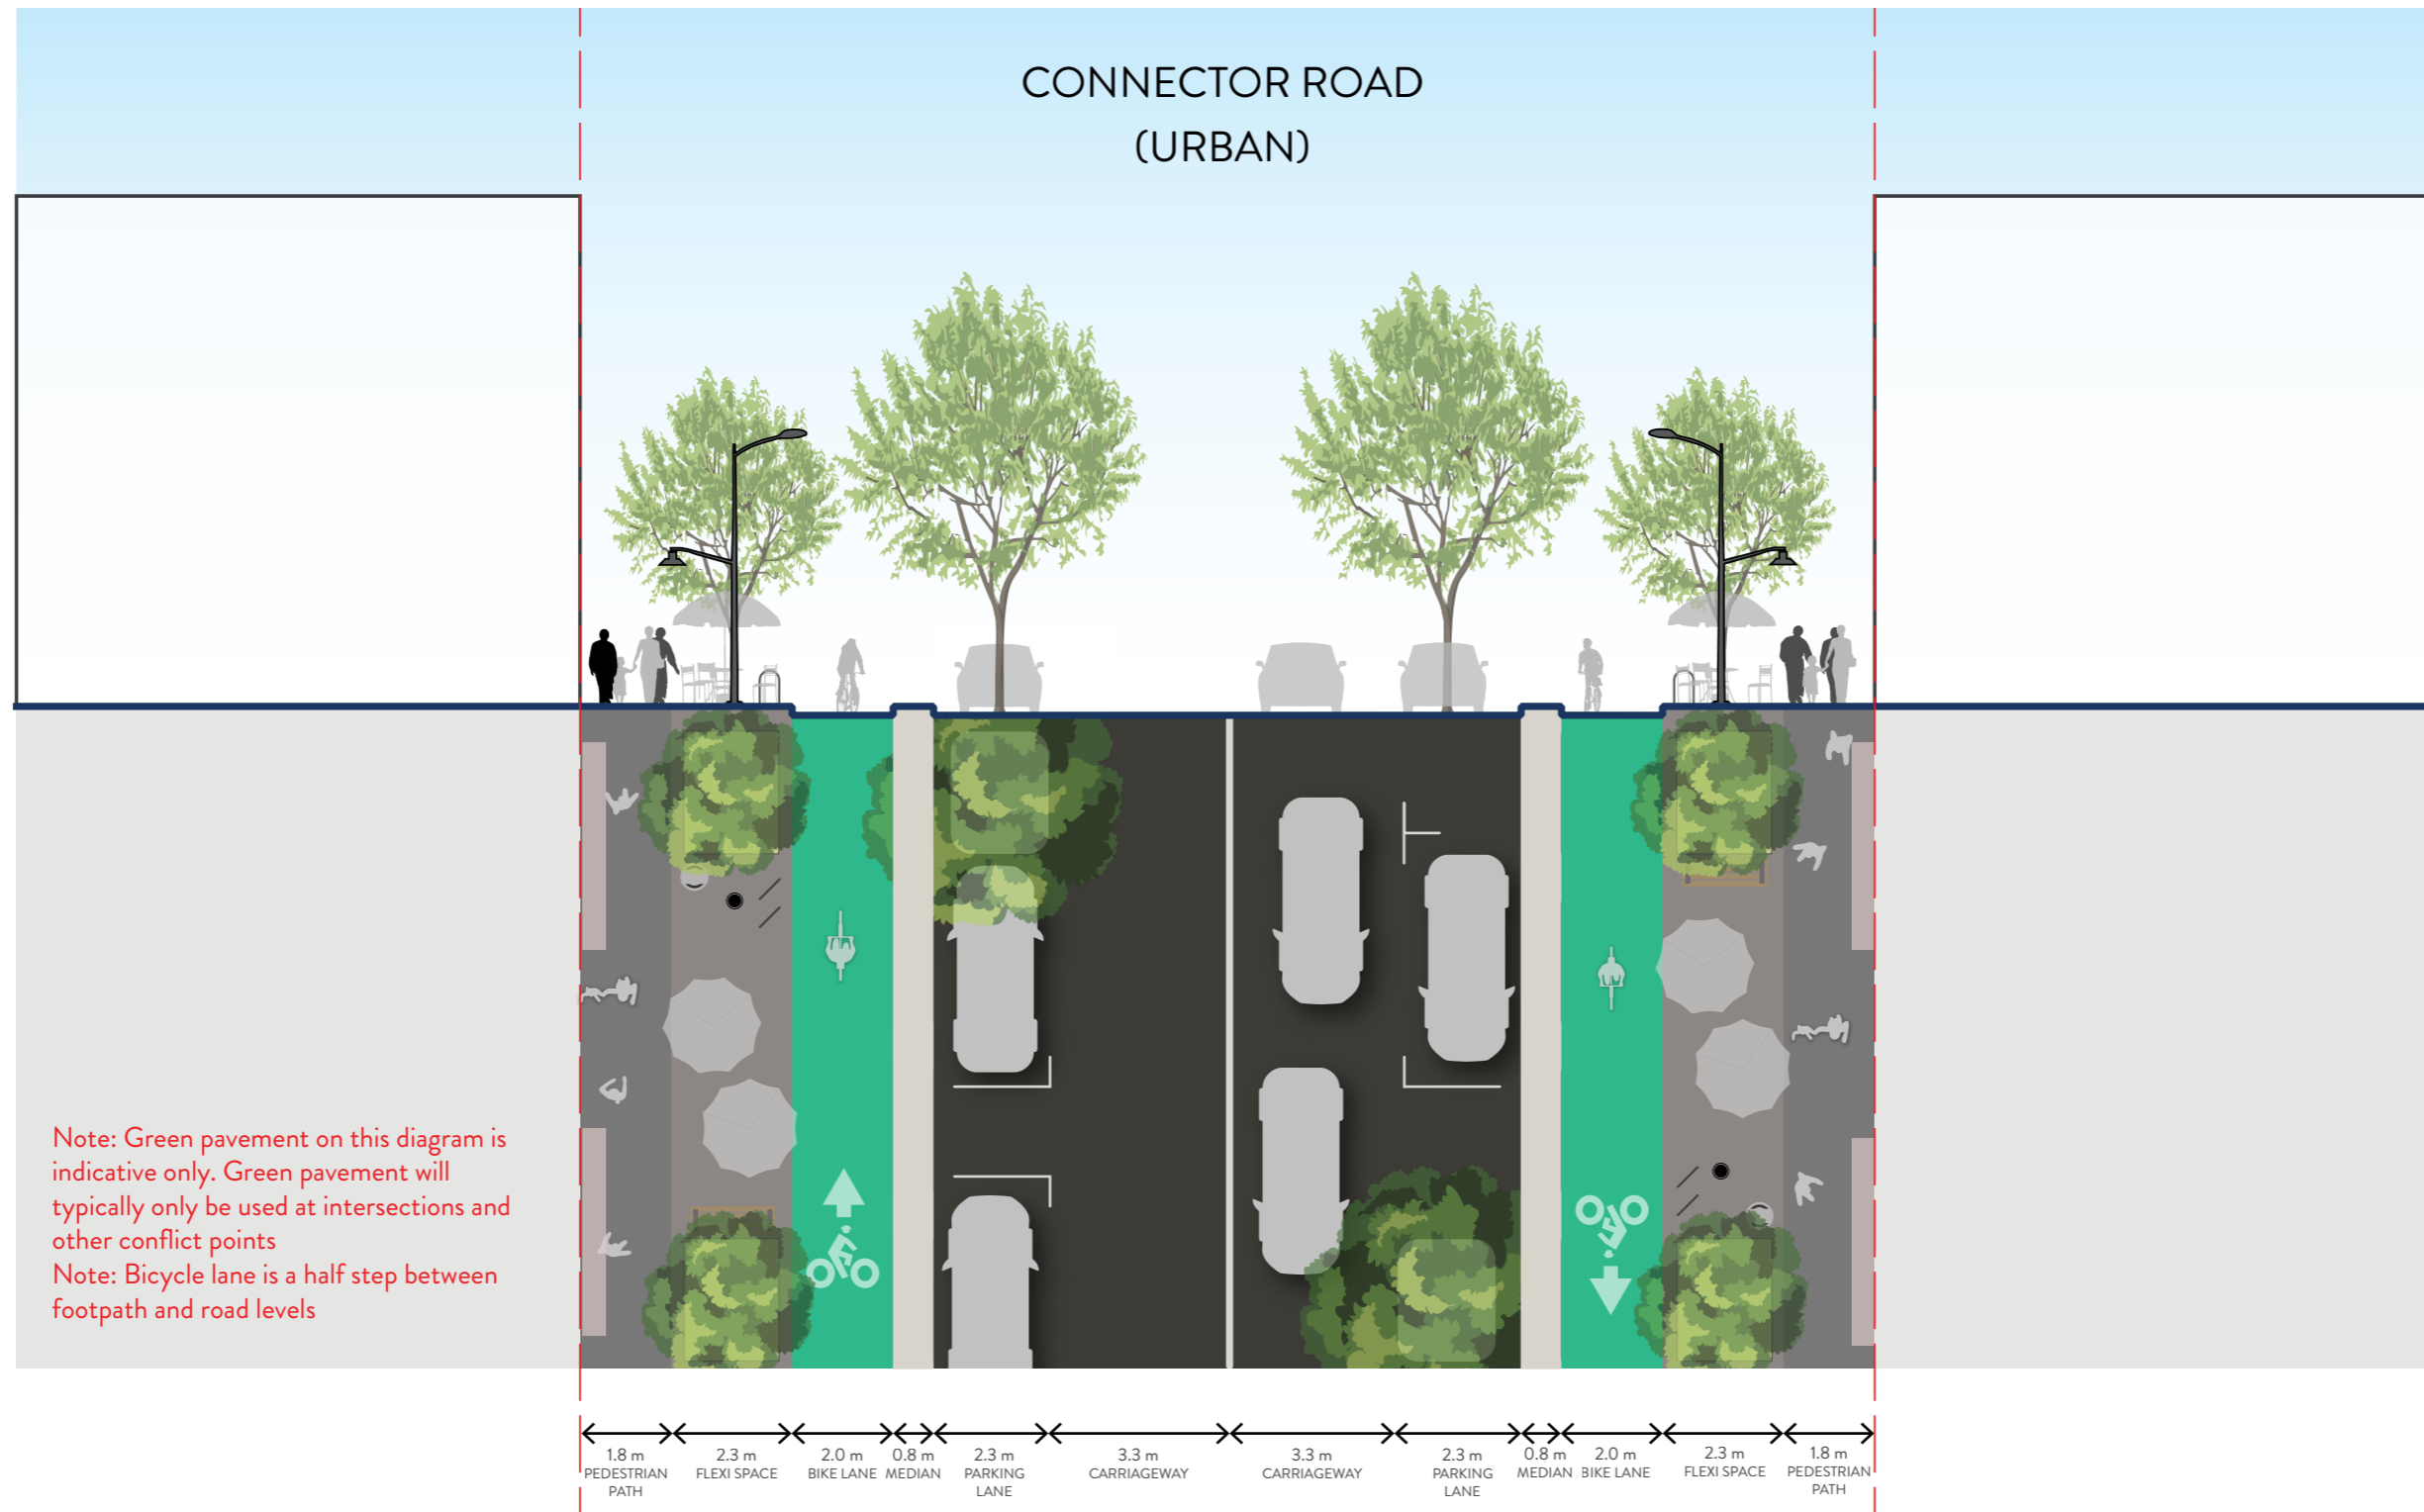 CONNECTOR ROAD
(URBAN)
Note: Green pavement on this diagram is
indicative only. Green pavement will
typically only be used at intersections and
other conflict points
Note: Bicycle lane is a half step between
footpath and road levels
1.8 m
PEDESTRIAN
PATH
2.3 m
FLEXI SPACE
2.0 m
BIKE LANE
0.8 m
MEDIAN
2.3 m
PARKING
LANE
3.3 m
CARRIAGEWAY
3.3 m
CARRIAGEWAY
2.3 m
PARKING
LANE
0.8 m
MEDIAN
2.0 m
BIKE LANE
2.3 m
FLEXI SPACE
1.8 m
PEDESTRIAN
PATH